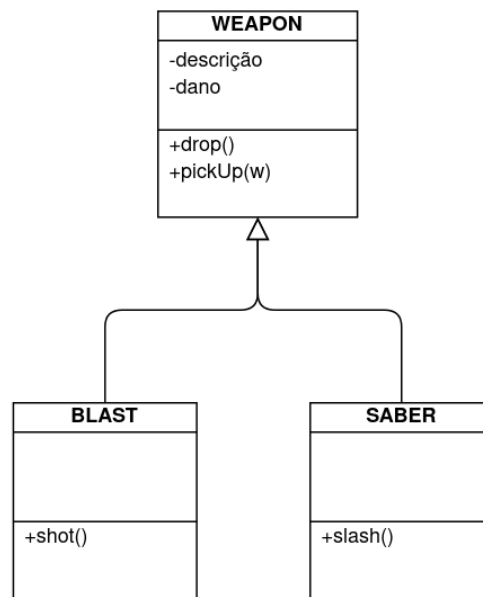 WEAPON
-descrição
-dano
+drop()
+pickUp(w)
BLAST
+shot()
SABER
+slash()